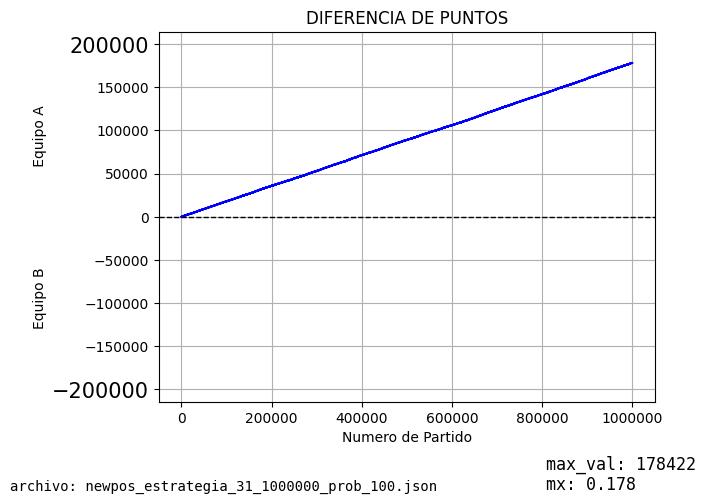 DIFERENCIA DE PUNTOS
200000
150000
100000
50000
0
−50000
−100000
−150000
−200000
Equipo A
Equipo B
0 200000 400000 600000 800000 1000000
Numero de Partido
max_val: 178422
mx: 0.178
archivo: newpos_estrategia_31_1000000_prob_100.json